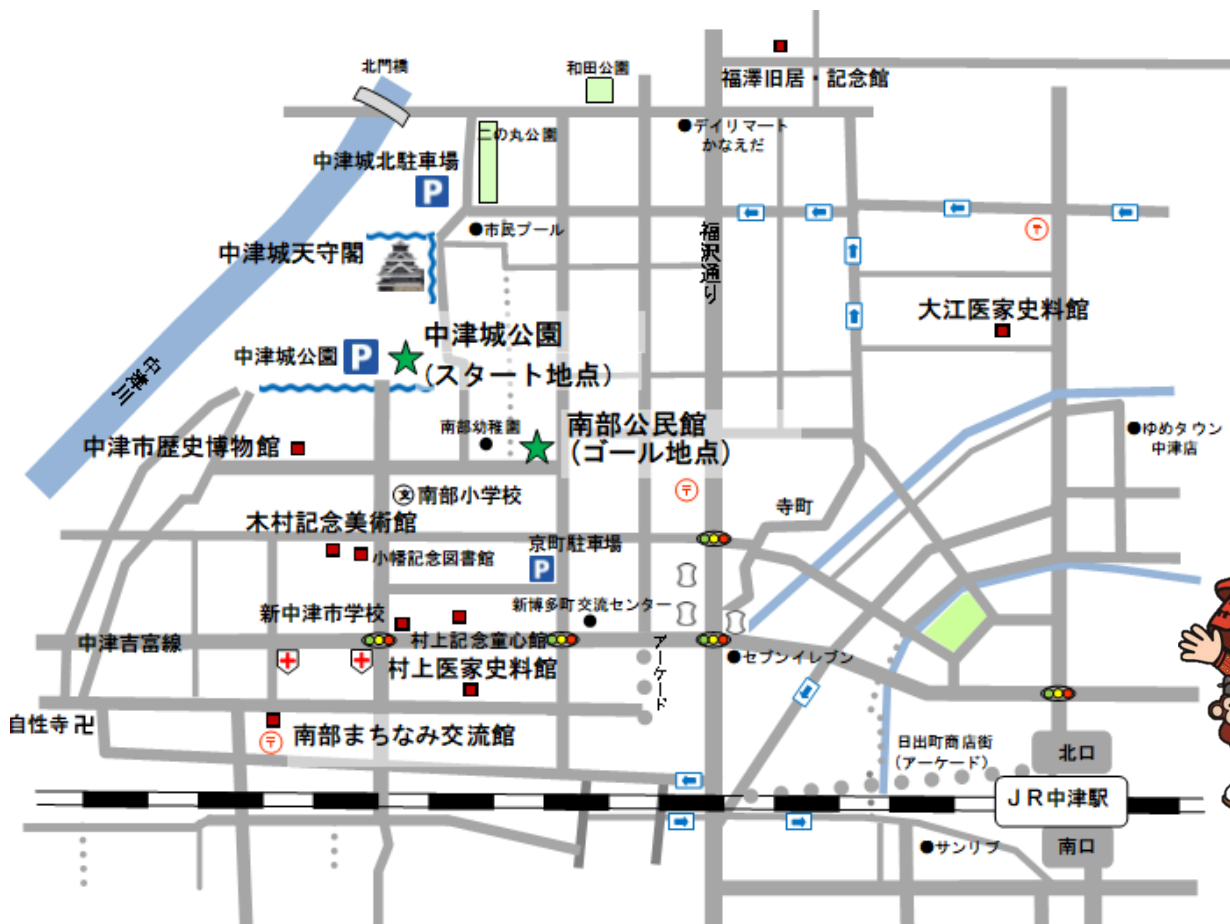 北門橋
和田公園
福澤旧居・記念館
二の丸公園
●デイリマート
かなえだ
中津城北駐車場
P
●市民プール
福沢通り
〒
中津城天守閣
大江医家史料館
中津城公園
(スタート地点)
中津城公園
P
中津川
南部幼稚園
南部公民館
(ゴール地点)
●ゆめタウン
中津店
中津市歴史博物館
文
南部小学校
〒
寺町
木村記念美術館
小幡記念図書館
京町駐車場
P
新中津市学校
新博多町交流センター
中津吉富線
村上記念童心館
アーケード
●セブンイレブン
村上医家史料館
自性寺卍
〒
南部まちなみ交流館
日出町商店街
(アーケード)
北口
JR中津駅
南口
●サンリブ